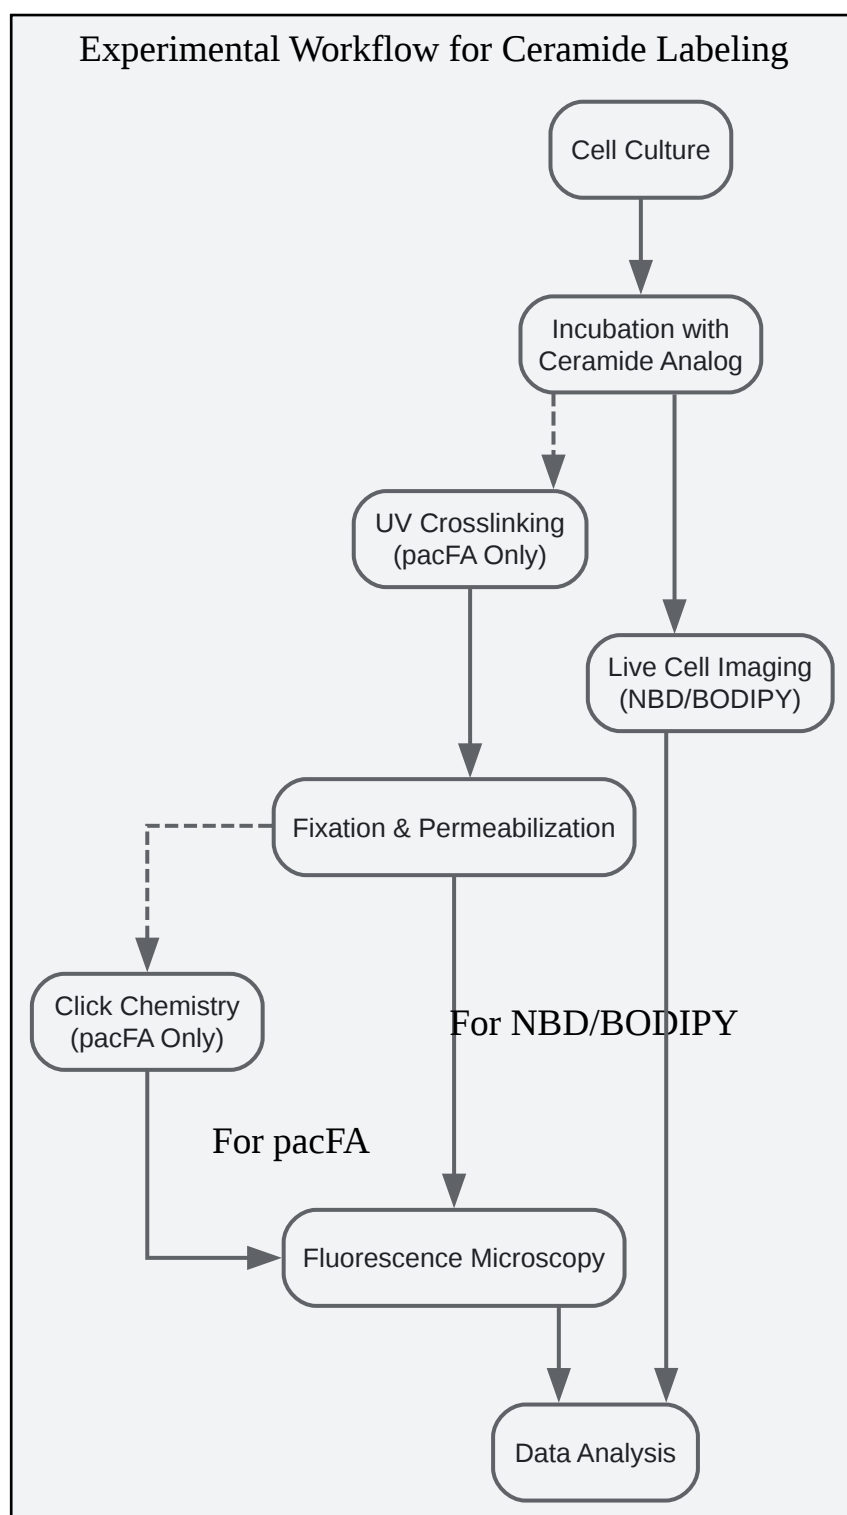 Experimental Workflow for Ceramide Labeling
Cell Culture
Incubation with
Ceramide Analog
UV Crosslinking
(pacFA Only)
Live Cell Imaging
(NBD/BODIPY)
Fixation & Permeabilization
Click Chemistry
(pacFA Only)
For NBD/BODIPY
For pacFA
Fluorescence Microscopy
Data Analysis